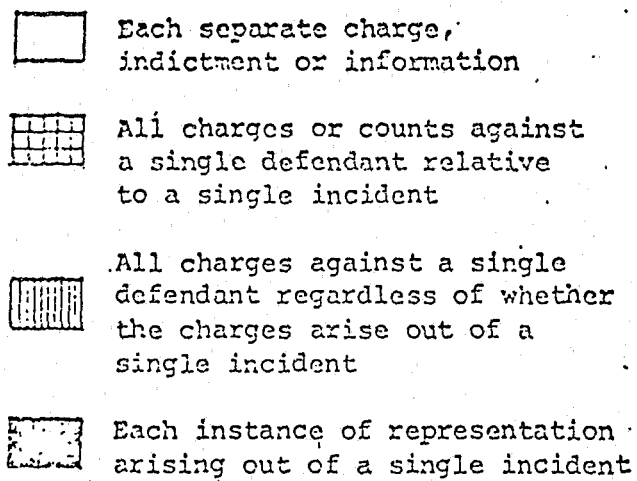 Each separate charge,
indictment or information
All charges or counts against
a single defendant relative
to a single incident
All charges against a single
defendant regardless of whether
the charges arise out of a
single incident
Each instance of representation
arising out of a single incident